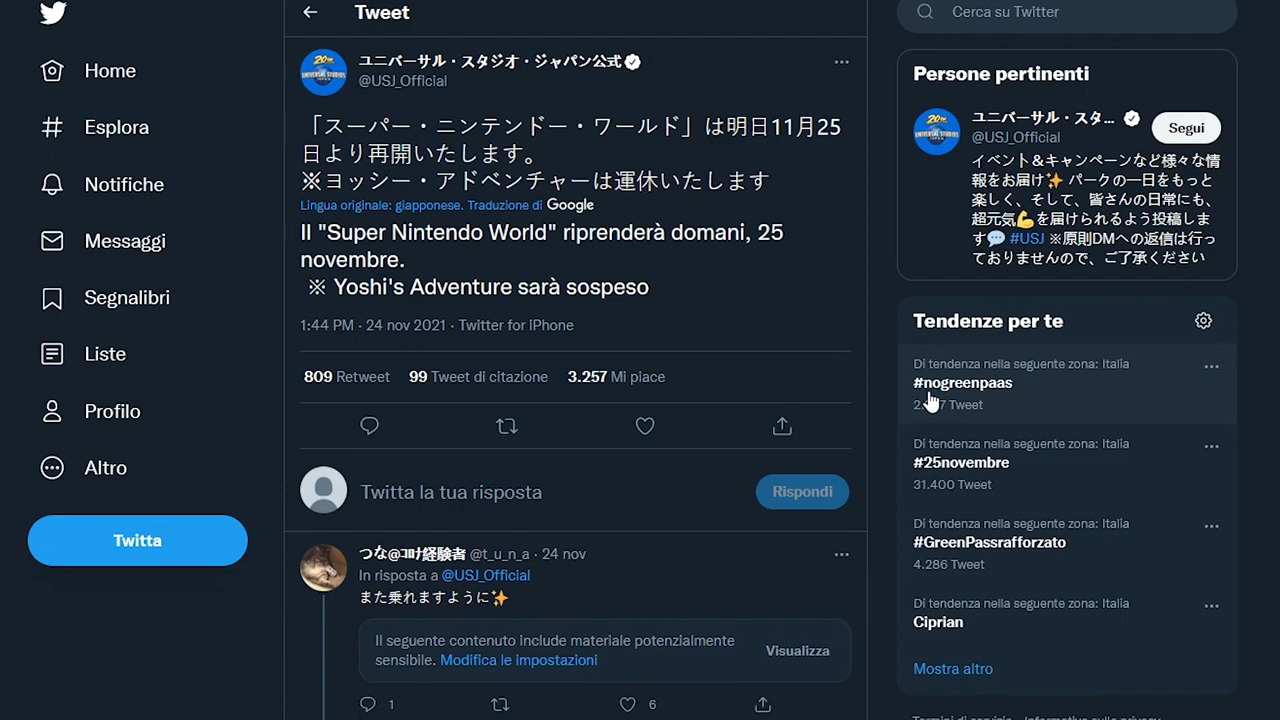 Tweet
ユニバーサル・スタジオ・ジャパン公式
@USJ_Official
「スーパー・ニンテンドー・ワールド」は明日11月25
日より再開いたします。
※ヨッシー・アドベンチャーは運休いたします
Lingua originale: giapponese. Traduzione di Google
Il "Super Nintendo World" riprenderà domani, 25
novembre.
※ Yoshi's Adventure sarà sospeso
1:44 PM · 24 nov 2021 · Twitter for iPhone
809 Retweet 99 Tweet di citazione 3.257 Mi piace
Twitta la tua risposta
Rispondi
つな@ｺﾛﾅ経験者 @t_u_n_a · 24 nov
In risposta a @USJ_Official
また乗れますように✨
Il seguente contenuto include materiale potenzialmente
sensibile. Modifica le impostazioni
Visualizza
1 6
Home
Esplora
Notifiche
Messaggi
Segnalibri
Liste
Profilo
Altro
Twitta
Cerca su Twitter
Persone pertinenti
ユニバーサル・スタ...
@USJ_Official
Segui
イベント＆キャンペーンなど様々な情
報をお届け✨ パークの一日をもっと
楽しく、そして、皆さんの日常にも、
超元気💪を届けられるよう投稿しま
す💬 #USJ ※原則DMへの返信は行っ
ておりませんので、ご了承ください
Tendenze per te
Di tendenza nella seguente zona: Italia
#nogreenpaas
Tweet
Di tendenza nella seguente zona: Italia
#25novembre
31.400 Tweet
Di tendenza nella seguente zona: Italia
#GreenPassrafforzato
4.286 Tweet
Di tendenza nella seguente zona: Italia
Ciprian
Mostra altro